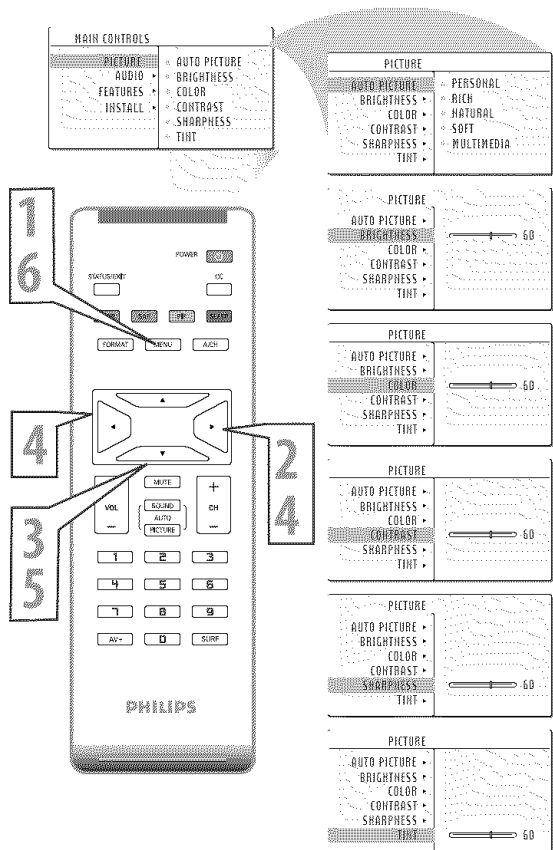 MAIN CONTROLS
PICTURE
AUDIO
FEATURES
INSTALL
AUTO PICTURE
BRIGHTNESS
COLOR
CONTRAST
SHARPNESS
TINT
PICTURE
AUTO PICTURE
BRIGHTNESS
COLOR
CONTRAST
SHARPNESS
TINT
PERSONAL
RICH
NATURAL
SOFT
MULTIMEDIA
1
6
POWER
STATUS/EXIT
CC
SAP
PIP
SLEEP
FORMAT MENU A/CH
4
2
4
3
5
MUTE
VOL
SOUND
AUTO
PICTURE
+
CH
1 2 3
4 5 6
7 8 9
AV+ 0 SURF
PHILIPS
PICTURE
AUTO PICTURE
BRIGHTNESS 60
COLOR
CONTRAST
SHARPNESS
TINT
PICTURE
AUTO PICTURE
BRIGHTNESS
COLOR 60
CONTRAST
SHARPNESS
TINT
PICTURE
AUTO PICTURE
BRIGHTNESS
COLOR
CONTRAST 60
SHARPNESS
TINT
PICTURE
AUTO PICTURE
BRIGHTNESS
COLOR
CONTRAST
SHARPNESS 60
TINT
PICTURE
AUTO PICTURE
BRIGHTNESS
COLOR
CONTRAST
SHARPNESS
TINT 60